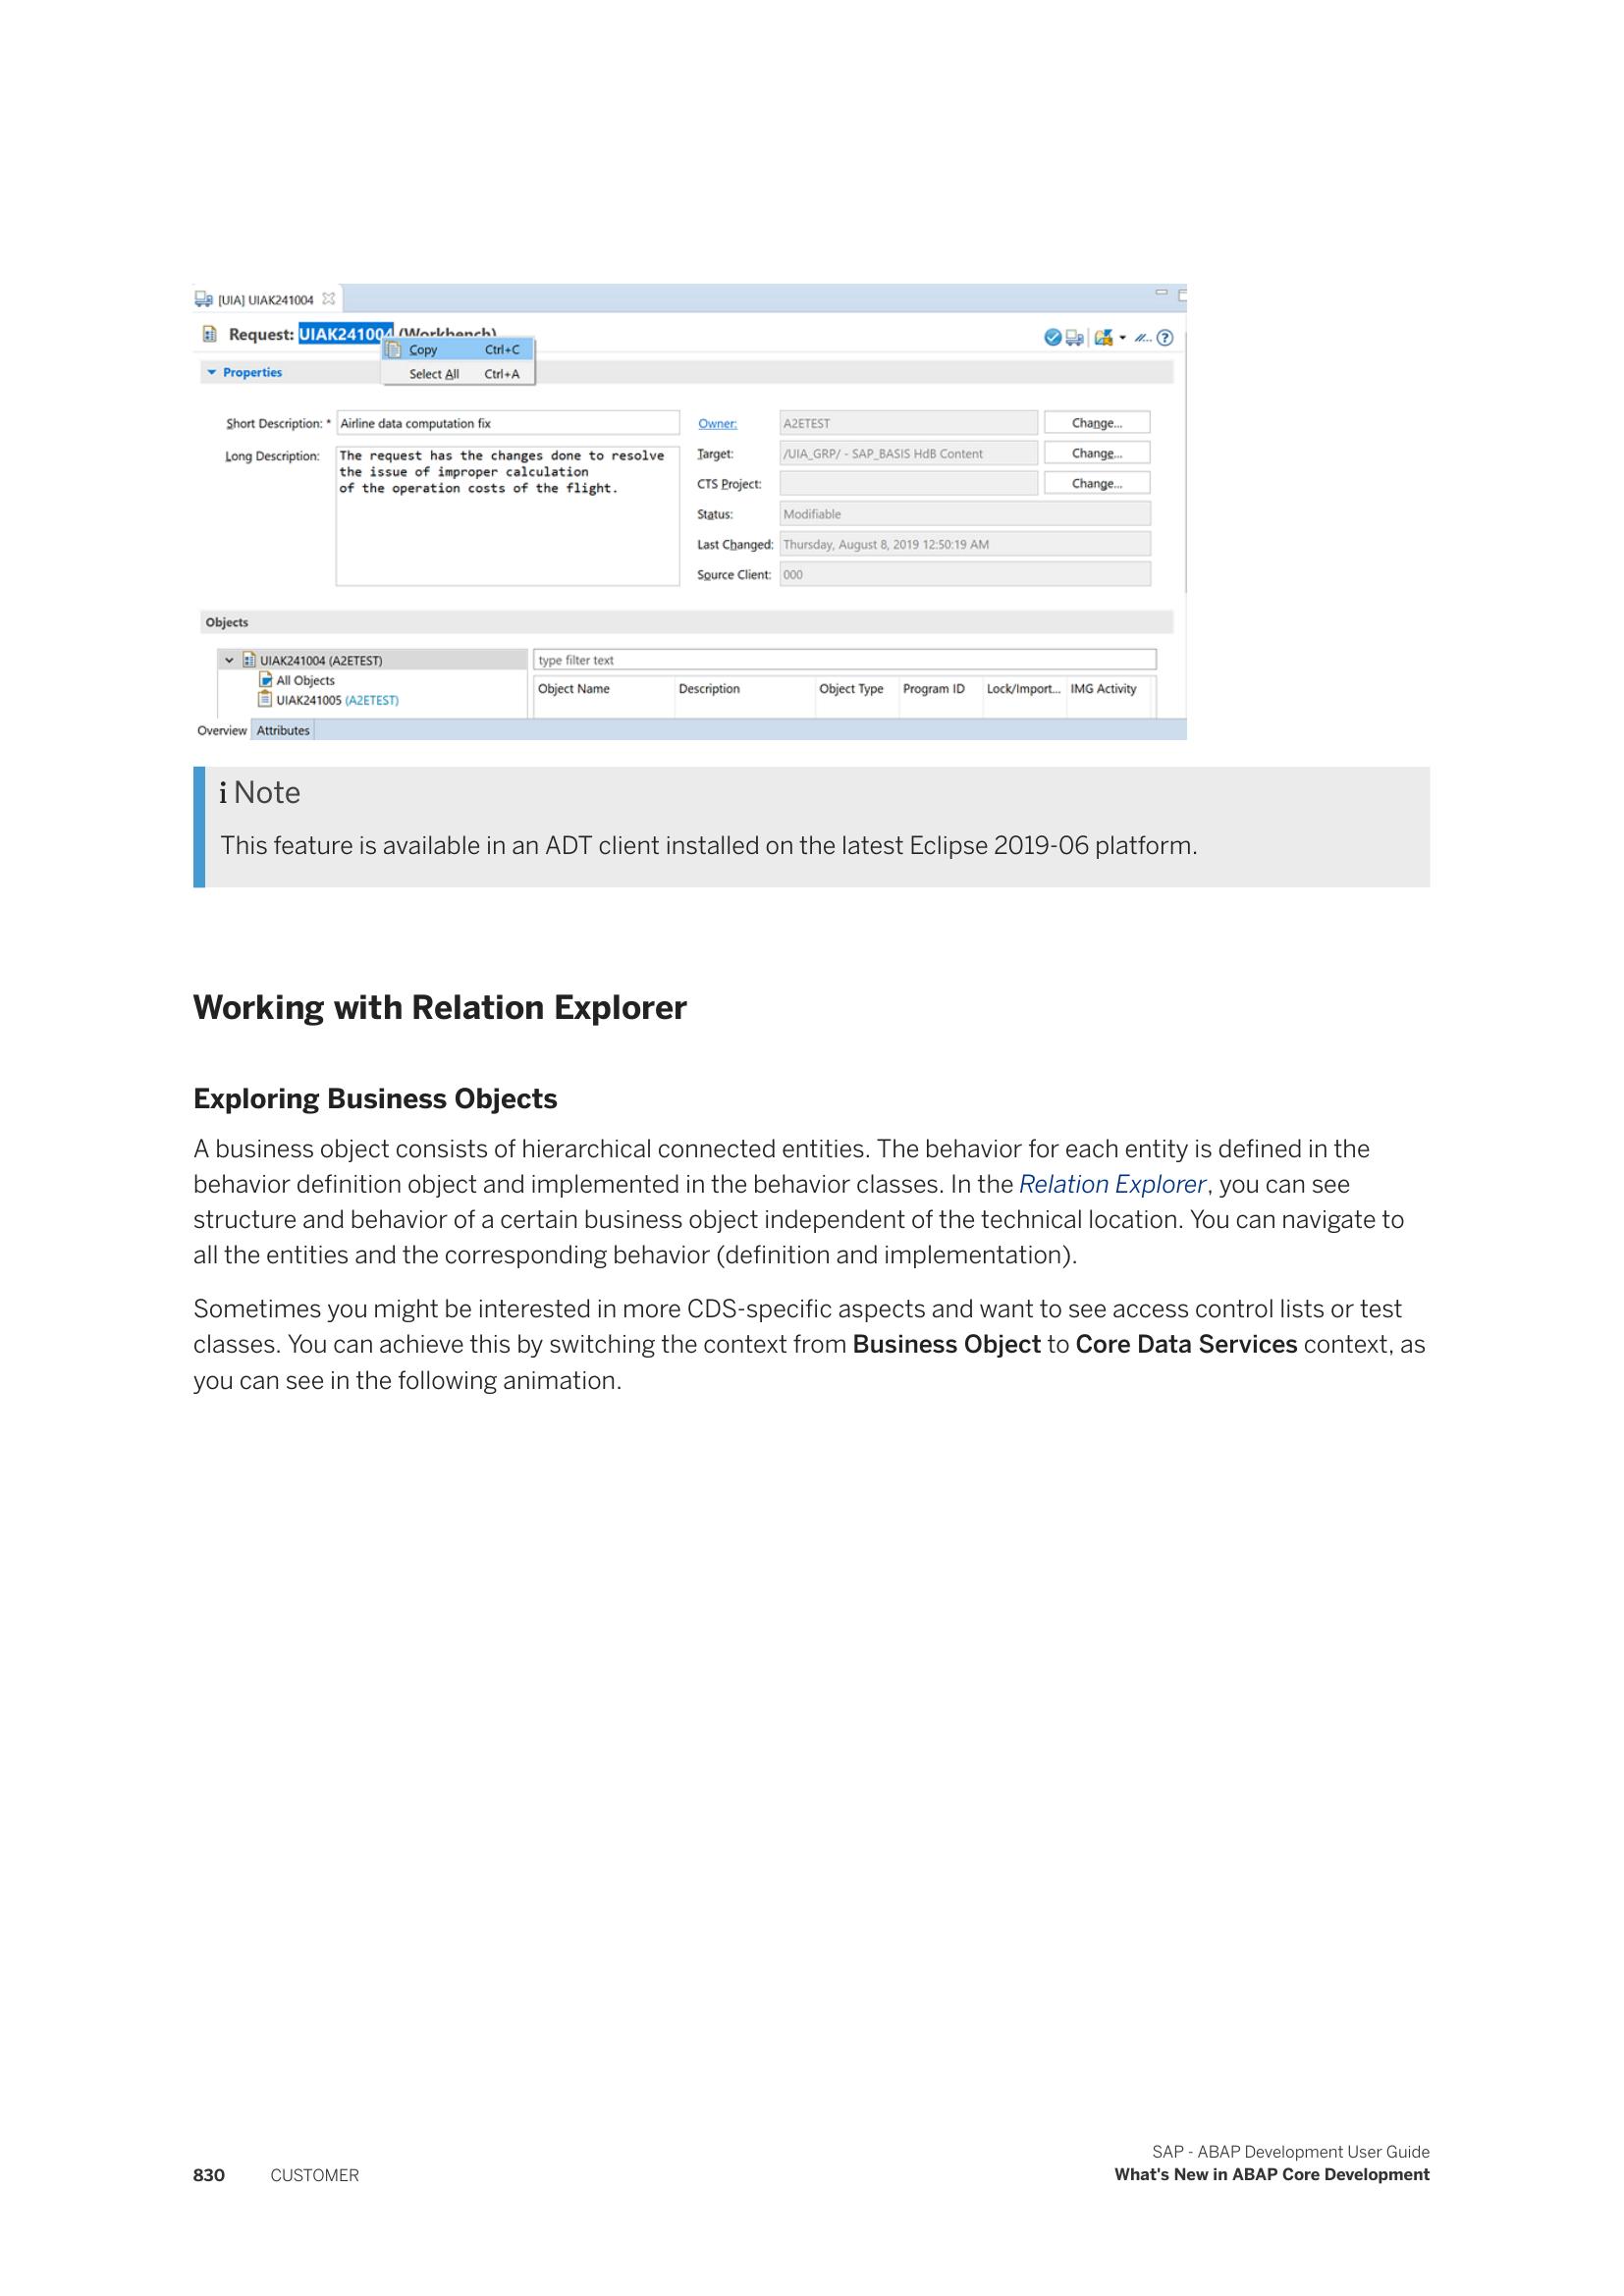 [UIA] UIAK241004
Request: UIAK241004 (Workbench)
Copy Ctrl+C
Select All Ctrl+A
Properties
Short Description: * Airline data computation fix
Long Description: The request has the changes done to resolve
the issue of improper calculation
of the operation costs of the flight.
Owner: A2ETEST Change...
Target: /UIA_GRP/ - SAP_BASIS HdB Content Change...
CTS Project: Change...
Status: Modifiable
Last Changed: Thursday, August 8, 2019 12:50:19 AM
Source Client: 000
Objects
UIAK241004 (A2ETEST)
All Objects
UIAK241005 (A2ETEST)
type filter text
Object Name Description Object Type Program ID Lock/Import... IMG Activity
Overview Attributes
i Note
This feature is available in an ADT client installed on the latest Eclipse 2019-06 platform.
Working with Relation Explorer
Exploring Business Objects
A business object consists of hierarchical connected entities. The behavior for each entity is defined in the
behavior definition object and implemented in the behavior classes. In the Relation Explorer, you can see
structure and behavior of a certain business object independent of the technical location. You can navigate to
all the entities and the corresponding behavior (definition and implementation).
Sometimes you might be interested in more CDS-specific aspects and want to see access control lists or test
classes. You can achieve this by switching the context from Business Object to Core Data Services context, as
you can see in the following animation.
SAP - ABAP Development User Guide
830 CUSTOMER What's New in ABAP Core Development